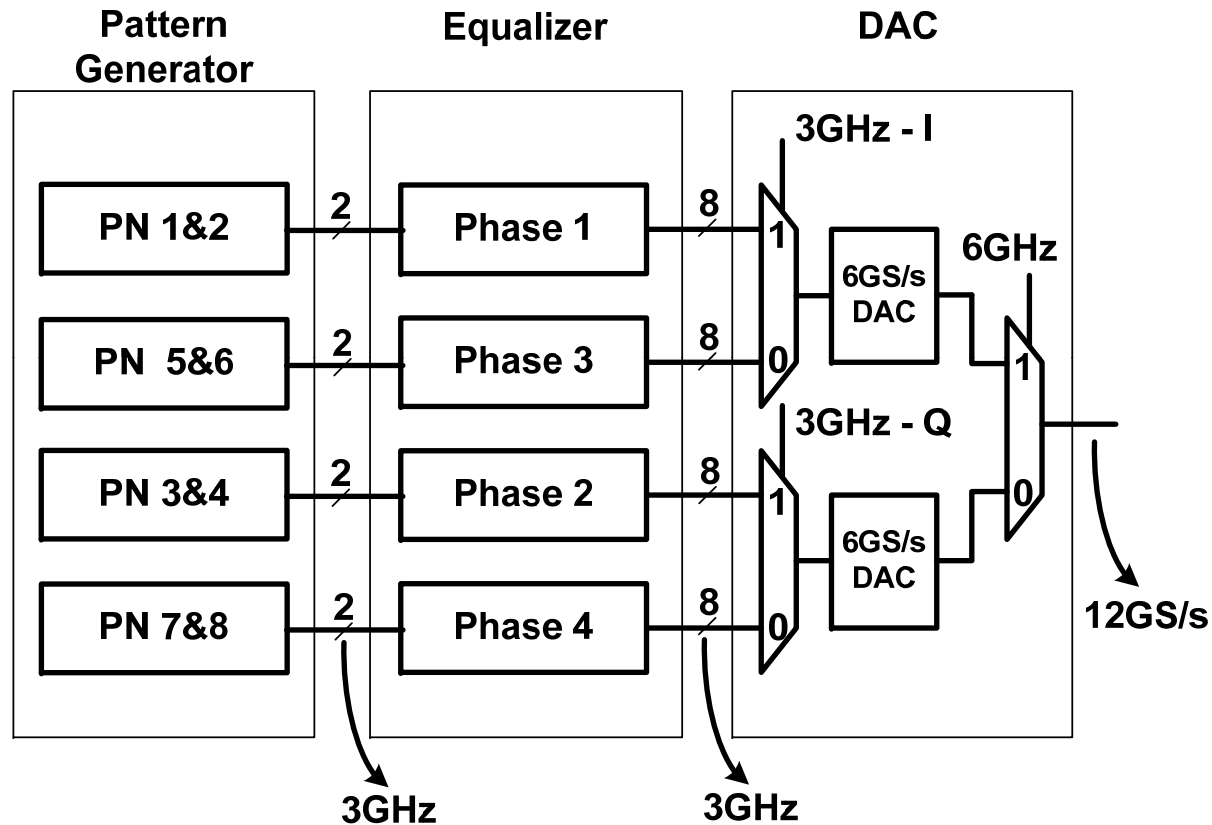 Pattern
Generator
Equalizer
DAC
3GHz - I
PN 1&2
2
Phase 1
8
1
6GS/s
DAC
6GHz
PN 5&6
2
Phase 3
8
0
1
3GHz - Q
PN 3&4
2
Phase 2
8
1
6GS/s
DAC
0
PN 7&8
2
Phase 4
8
0
12GS/s
3GHz
3GHz